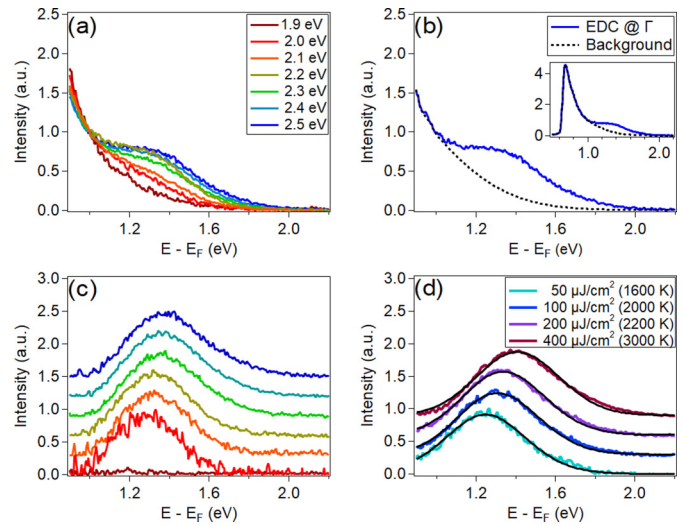 (a)
1.9 eV
2.0 eV
2.1 eV
2.2 eV
2.3 eV
2.4 eV
2.5 eV
Intensity (a.u.)
2.5
2.0
1.5
1.0
0.5
0.0
1.2 1.6 2.0
E - E_F (eV)
(b)
EDC @ Γ
Background
4
2
0
1.0 2.0
Intensity (a.u.)
2.5
2.0
1.5
1.0
0.5
0.0
1.2 1.6 2.0
E - E_F (eV)
(c)
Intensity (a.u.)
3.0
2.5
2.0
1.5
1.0
0.5
0.0
1.2 1.6 2.0
E - E_F (eV)
(d)
50 μJ/cm² (1600 K)
100 μJ/cm² (2000 K)
200 μJ/cm² (2200 K)
400 μJ/cm² (3000 K)
Intensity (a.u.)
3.0
2.5
2.0
1.5
1.0
0.5
0.0
1.2 1.6 2.0
E - E_F (eV)